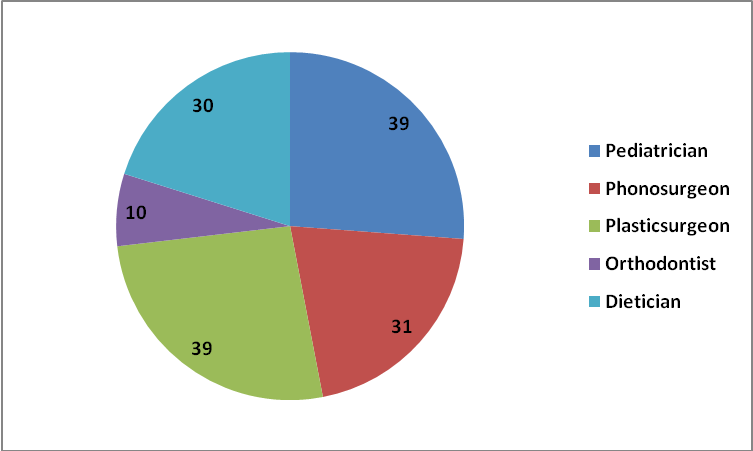 39
31
39
10
30
Pediatrician
Phonosurgeon
Plasticsurgeon
Orthodontist
Dietician